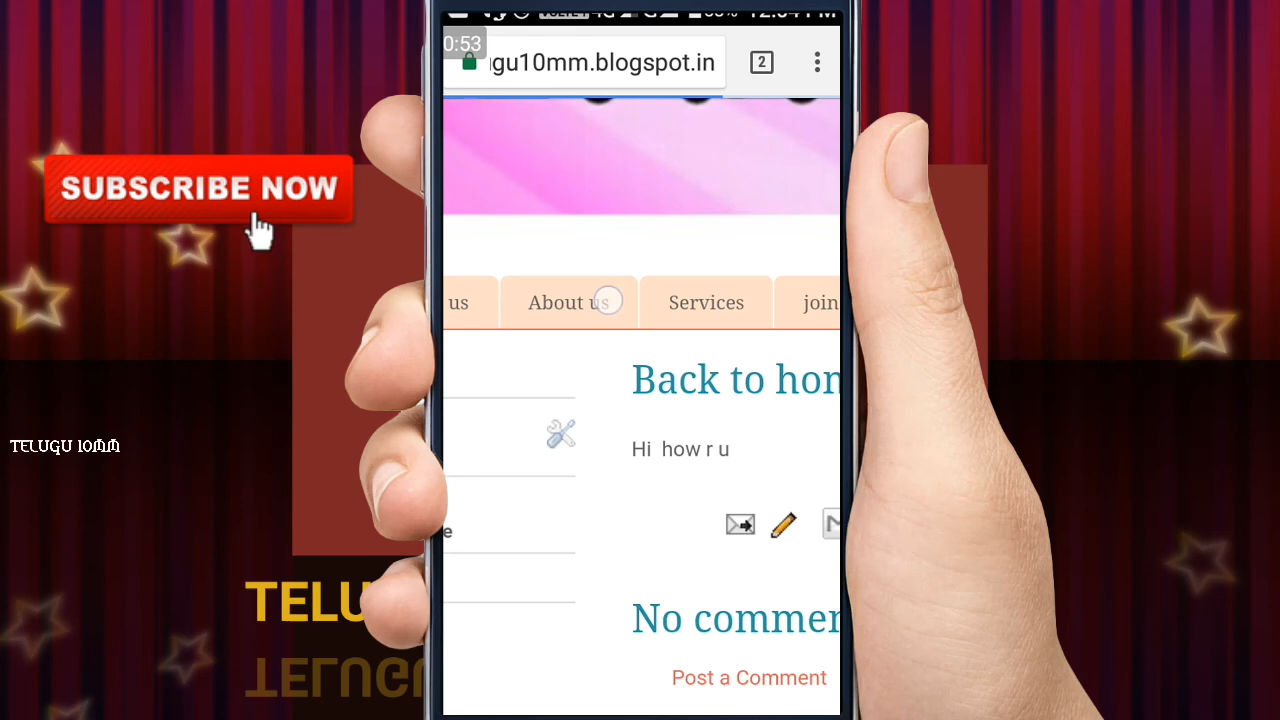 0:53
gu10mm.blogspot.in
2
SUBSCRIBE NOW
us
About us
Services
join
Back to hom
Hi how r u
TELUGU 10MM
e
TELU
No commen
Post a Comment